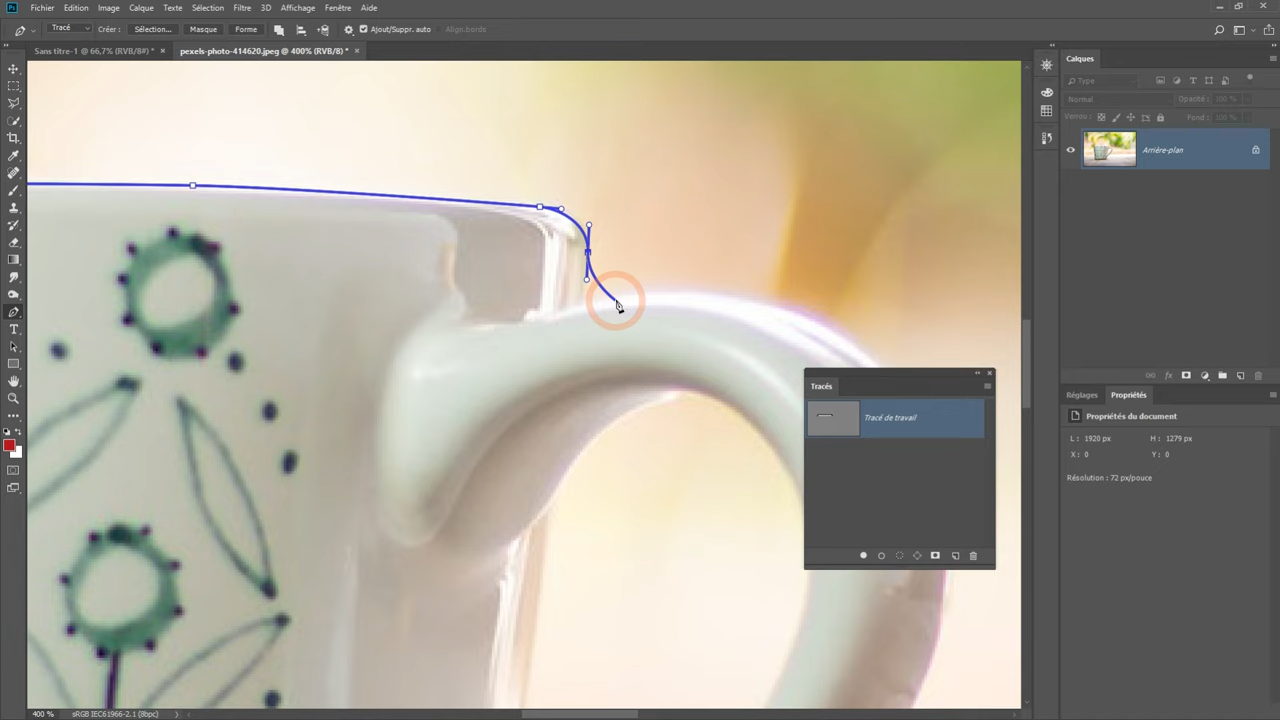 Ps Fichier Edition Image Calque Texte Sélection Filtre 3D Affichage Fenêtre Aide
Tracé Créer : Sélection... Masque Forme Ajout/Suppr. auto Align.bords
Sans titre-1 @ 66,7% (RVB/8#) * × pexels-photo-414620.jpeg @ 400% (RVB/8) * ×
Calques
Type
Normal Opacité : 100 %
Verrou : Fond : 100 %
Arrière-plan
Tracés
Tracé de travail
Réglages Propriétés
Propriétés du document
L : 1920 px H : 1279 px
X : 0 Y : 0
Résolution : 72 px/pouce
400 % sRGB IEC61966-2.1 (8bpc)